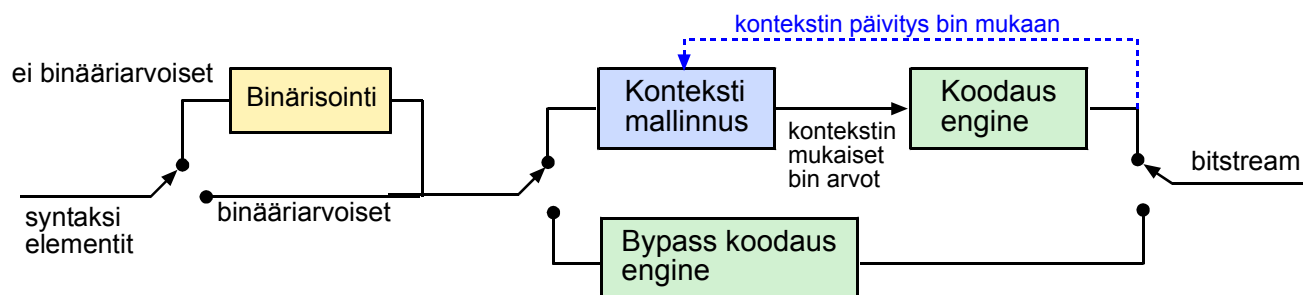 kontekstin päivitys bin mukaan
ei binääriarvoiset
Binärisointi
Konteksti
mallinnus
Koodaus
engine
kontekstin
mukaiset
bin arvot
bitstream
syntaksi
elementit
binääriarvoiset
Bypass koodaus
engine